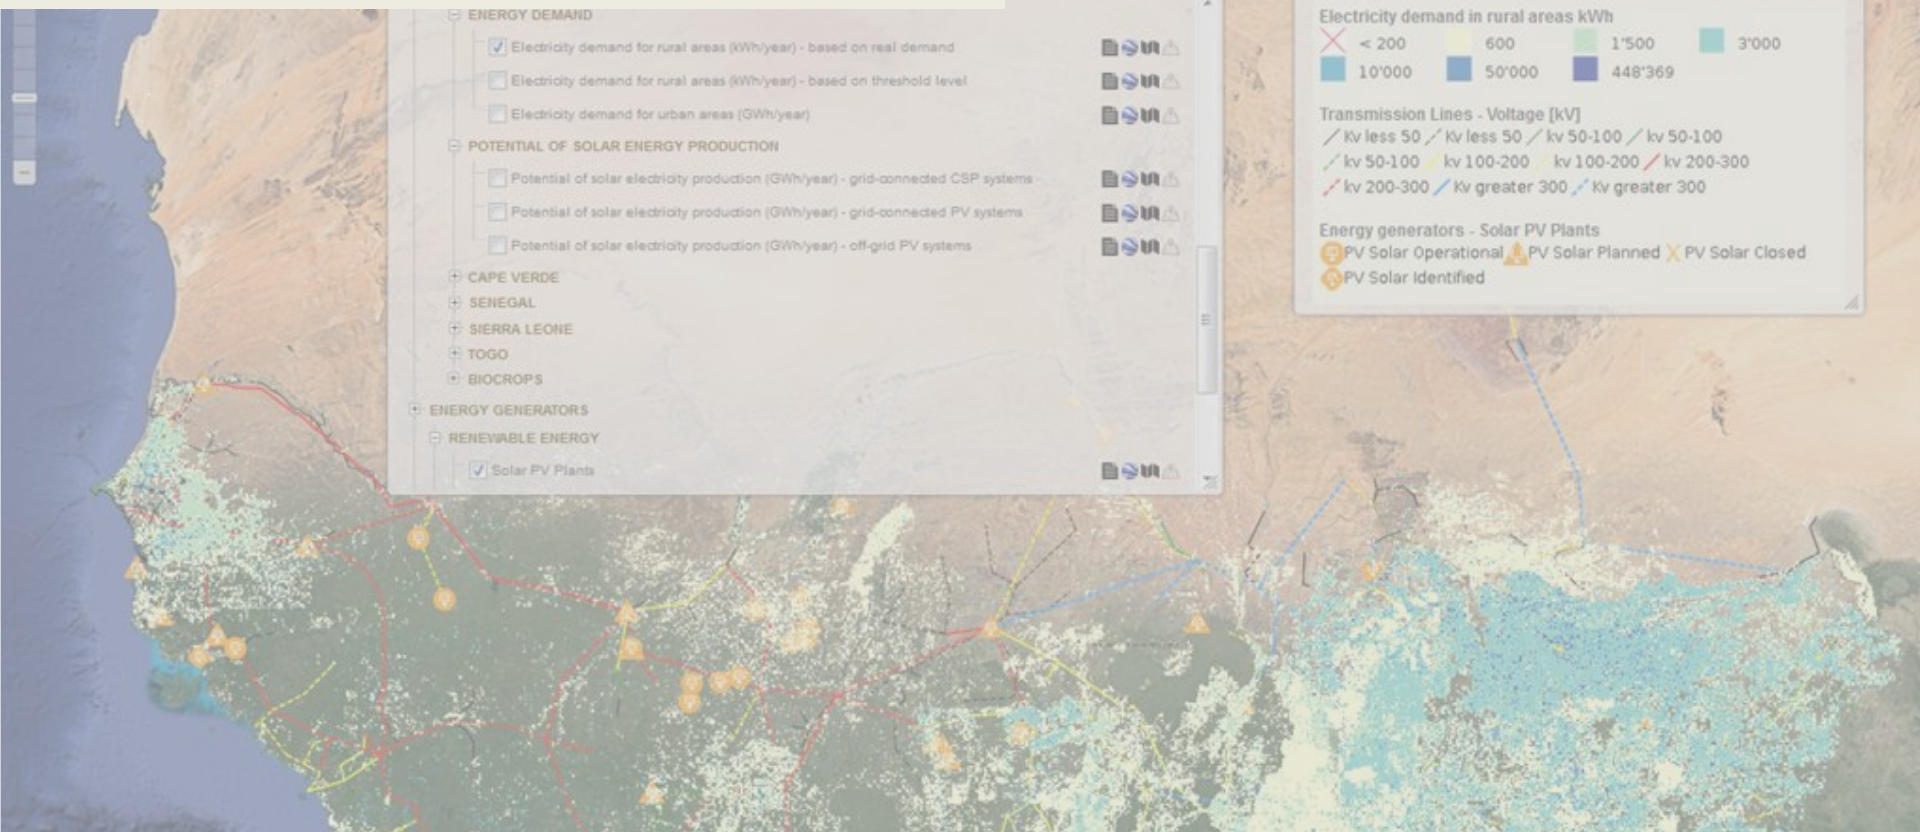 ENERGY DEMAND
Electricity demand for rural areas (kWh/year) - based on real demand
Electricity demand for rural areas (kWh/year) - based on threshold level
Electricity demand for urban areas (GWh/year)
POTENTIAL OF SOLAR ENERGY PRODUCTION
Potential of solar electricity production (GWh/year) - grid-connected CSP systems
Potential of solar electricity production (GWh/year) - grid-connected PV systems
Potential of solar electricity production (GWh/year) - off-grid PV systems
CAPE VERDE
SENEGAL
SIERRA LEONE
TOGO
BIOCROPS
ENERGY GENERATORS
RENEWABLE ENERGY
Solar PV Plants
Electricity demand in rural areas kWh
< 200 600 1'500 3'000
10'000 50'000 448'369
Transmission Lines - Voltage [kV]
Kv less 50 Kv less 50 kv 50-100 kv 50-100
kv 50-100 kv 100-200 kv 100-200 kv 200-300
kv 200-300 Kv greater 300 Kv greater 300
Energy generators - Solar PV Plants
PV Solar Operational PV Solar Planned PV Solar Closed
PV Solar Identified